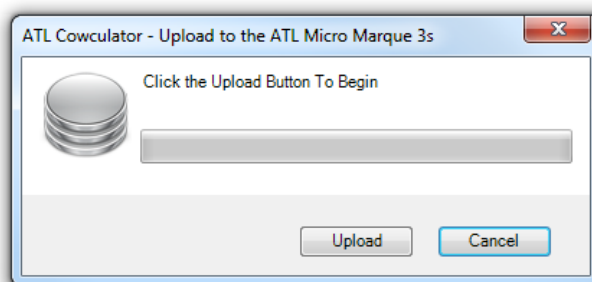 ATL Cowculator - Upload to the ATL Micro Marque 3s
Click the Upload Button To Begin
Upload
Cancel